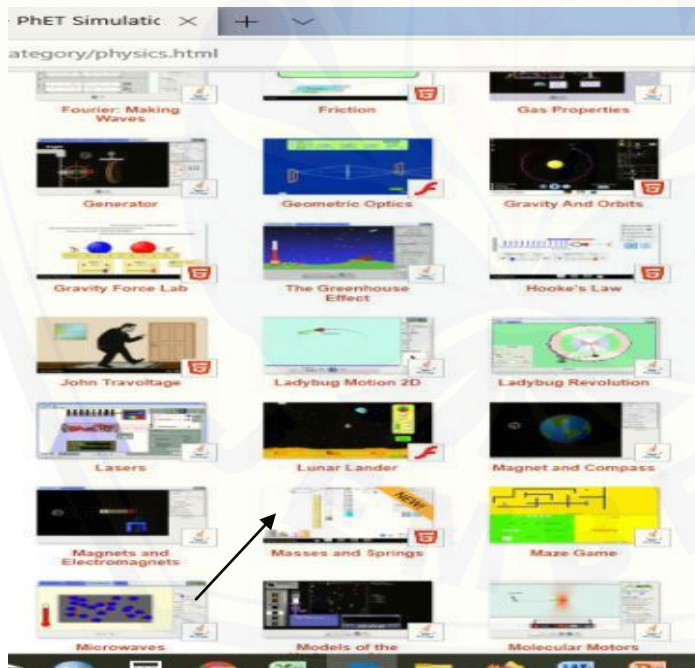 PhET Simulatic
ategory/physics.html
Fourier: Making
Waves
Friction
Gas Properties
Generator
Geometric Optics
Gravity And Orbits
Gravity Force Lab
The Greenhouse
Effect
Hooke's Law
John Travoltage
Ladybug Motion 2D
Ladybug Revolution
Lasers
Lunar Lander
Magnet and Compass
NEW!
Magnets and
Electromagnets
Masses and Springs
Maze Game
Microwaves
Models of the
Molecular Motors